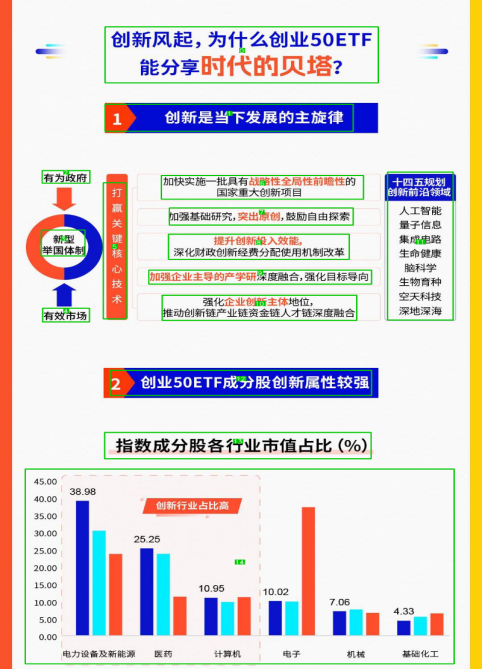 创新风起，为什么创业50ETF
能分享时代的贝塔?
1 创新是当下发展的主旋律
有为政府
新型
举国体制
有效市场
打赢关键核心技术
加快实施一批具有战略性全局性前瞻性的
国家重大创新项目
加强基础研究，突出原创，鼓励自由探索
提升创新投入效能，
深化财政创新经费分配使用机制改革
加强企业主导的产学研深度融合，强化目标导向
强化企业创新主体地位，
推动创新链产业链资金链人才链深度融合
十四五规划
创新前沿领域
人工智能
量子信息
集成电路
生命健康
脑科学
生物育种
空天科技
深地深海
2 创业50ETF成分股创新属性较强
指数成分股各行业市值占比(%)
45.00
40.00
35.00
30.00
25.00
20.00
15.00
10.00
5.00
0.00
创新行业占比高
38.98
25.25
10.95
10.02
7.06
4.33
电力设备及新能源 医药 计算机 电子 机械 基础化工